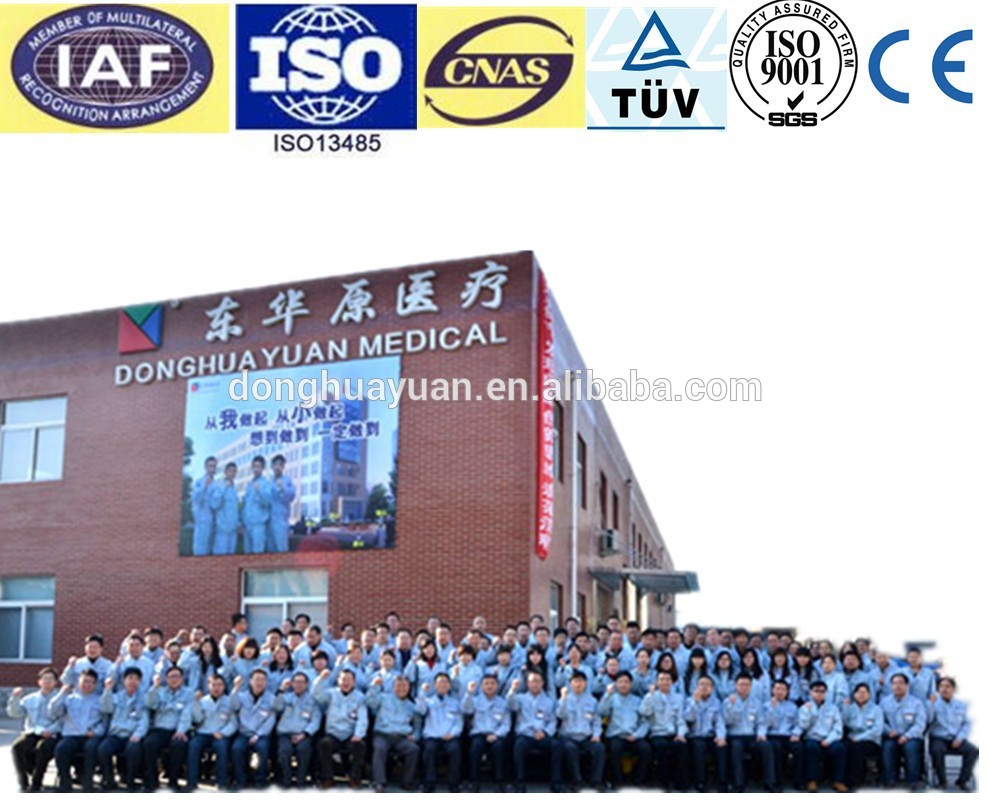 MEMBER OF MULTILATERAL
IAF
RECOGNITION ARRANGEMENT
ISO
ISO13485
CNAS
TÜV
QUALITY ASSURED FIRM
ISO
9001
SGS
CE
东华原医疗
DONGHUAYUAN MEDICAL
donghuayuan.en.alibaba.com
从我做起 从小做起
想到做到 一定做到